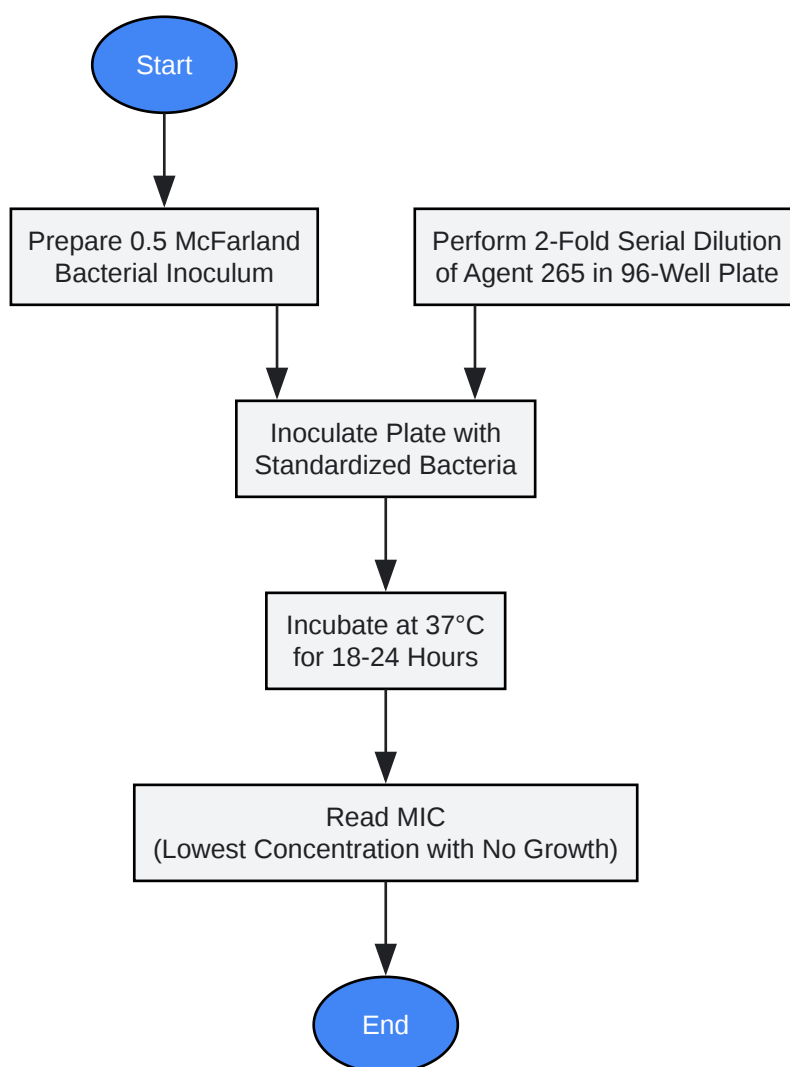 Start
Prepare 0.5 McFarland
Bacterial Inoculum
Perform 2-Fold Serial Dilution
of Agent 265 in 96-Well Plate
Inoculate Plate with
Standardized Bacteria
Incubate at 37°C
for 18-24 Hours
Read MIC
(Lowest Concentration with No Growth)
End